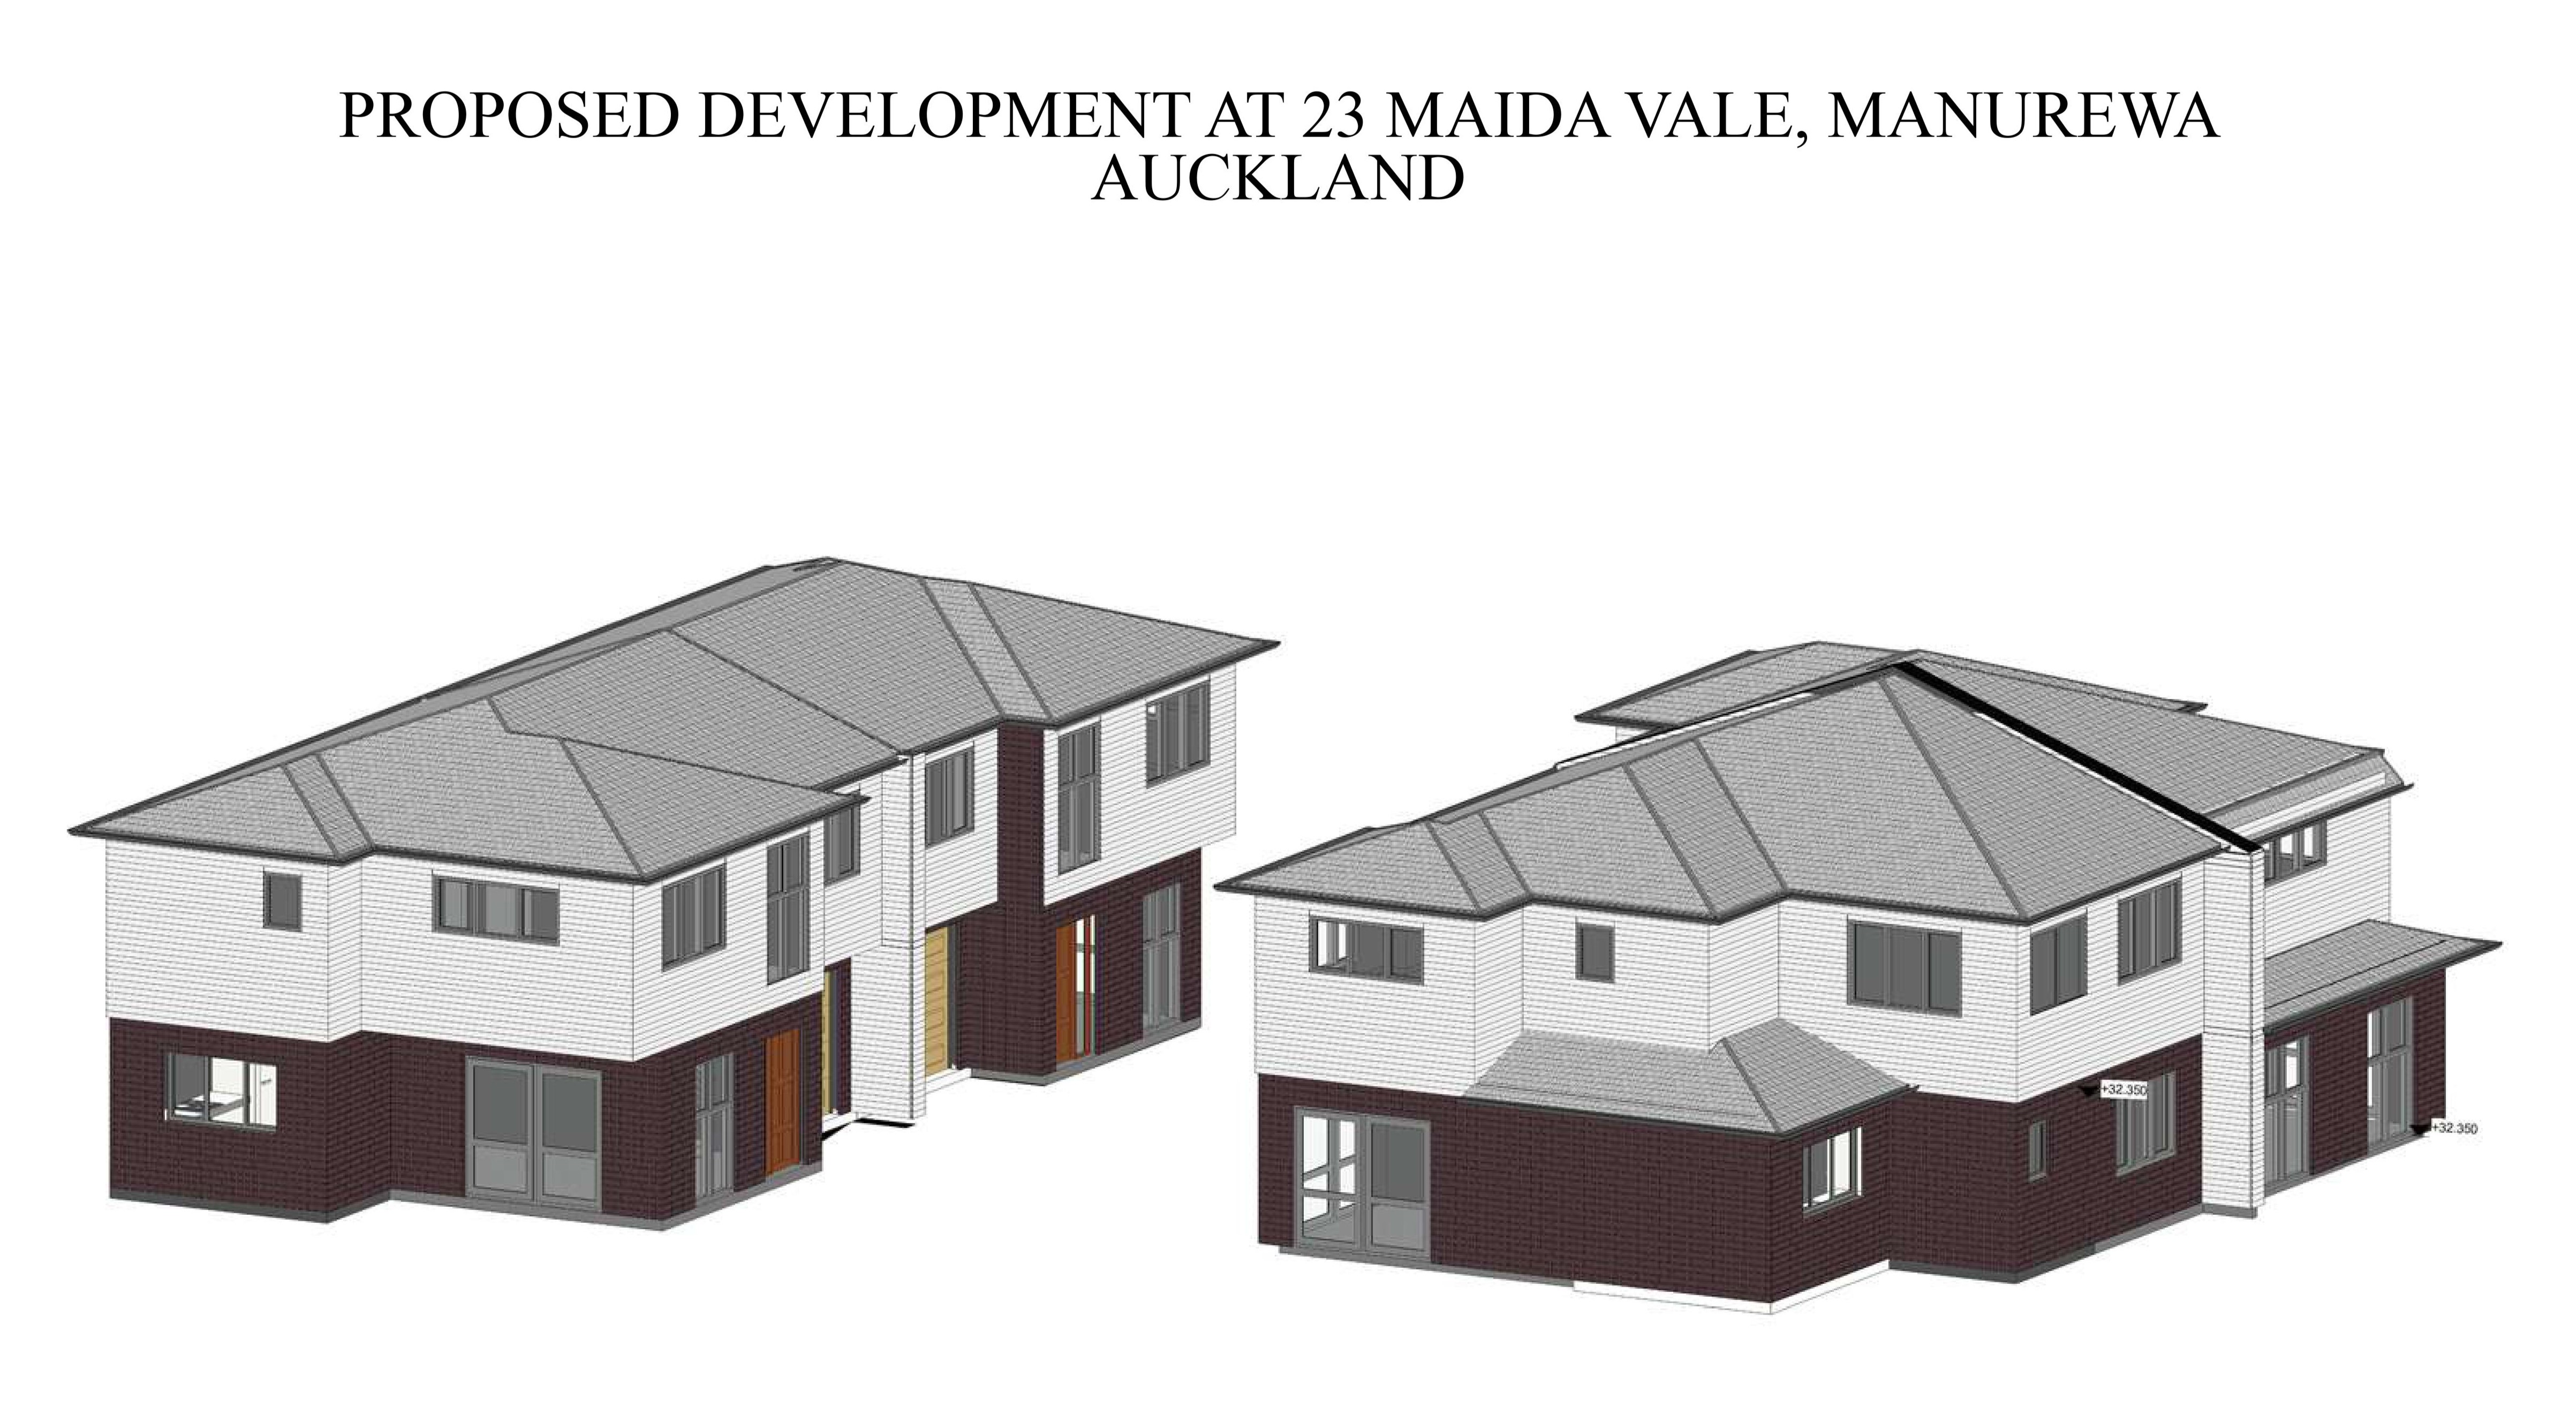 PROPOSED DEVELOPMENT AT 23 MAIDA VALE, MANUREWA
AUCKLAND
+32.350
+32.350